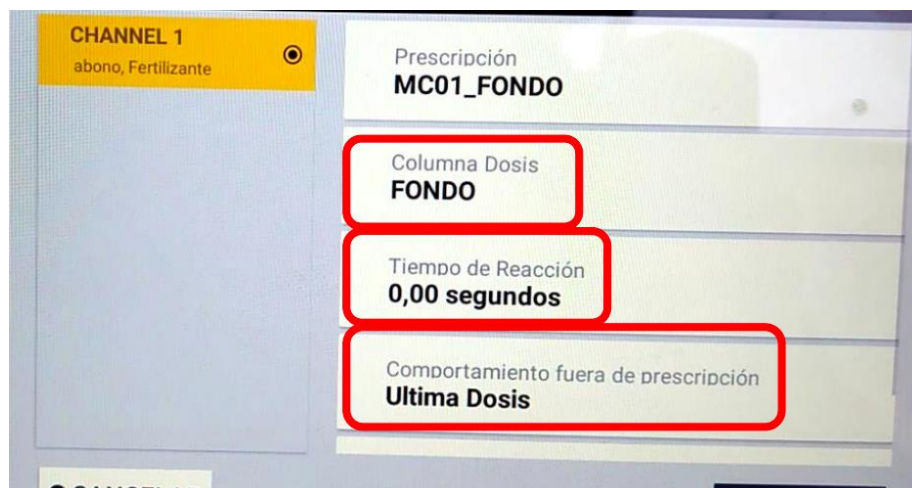 CHANNEL 1
abono, Fertilizante
Prescripción
MC01_FONDO
Columna Dosis
FONDO
Tiempo de Reacción
0,00 segundos
Comportamiento fuera de prescripción
Ultima Dosis